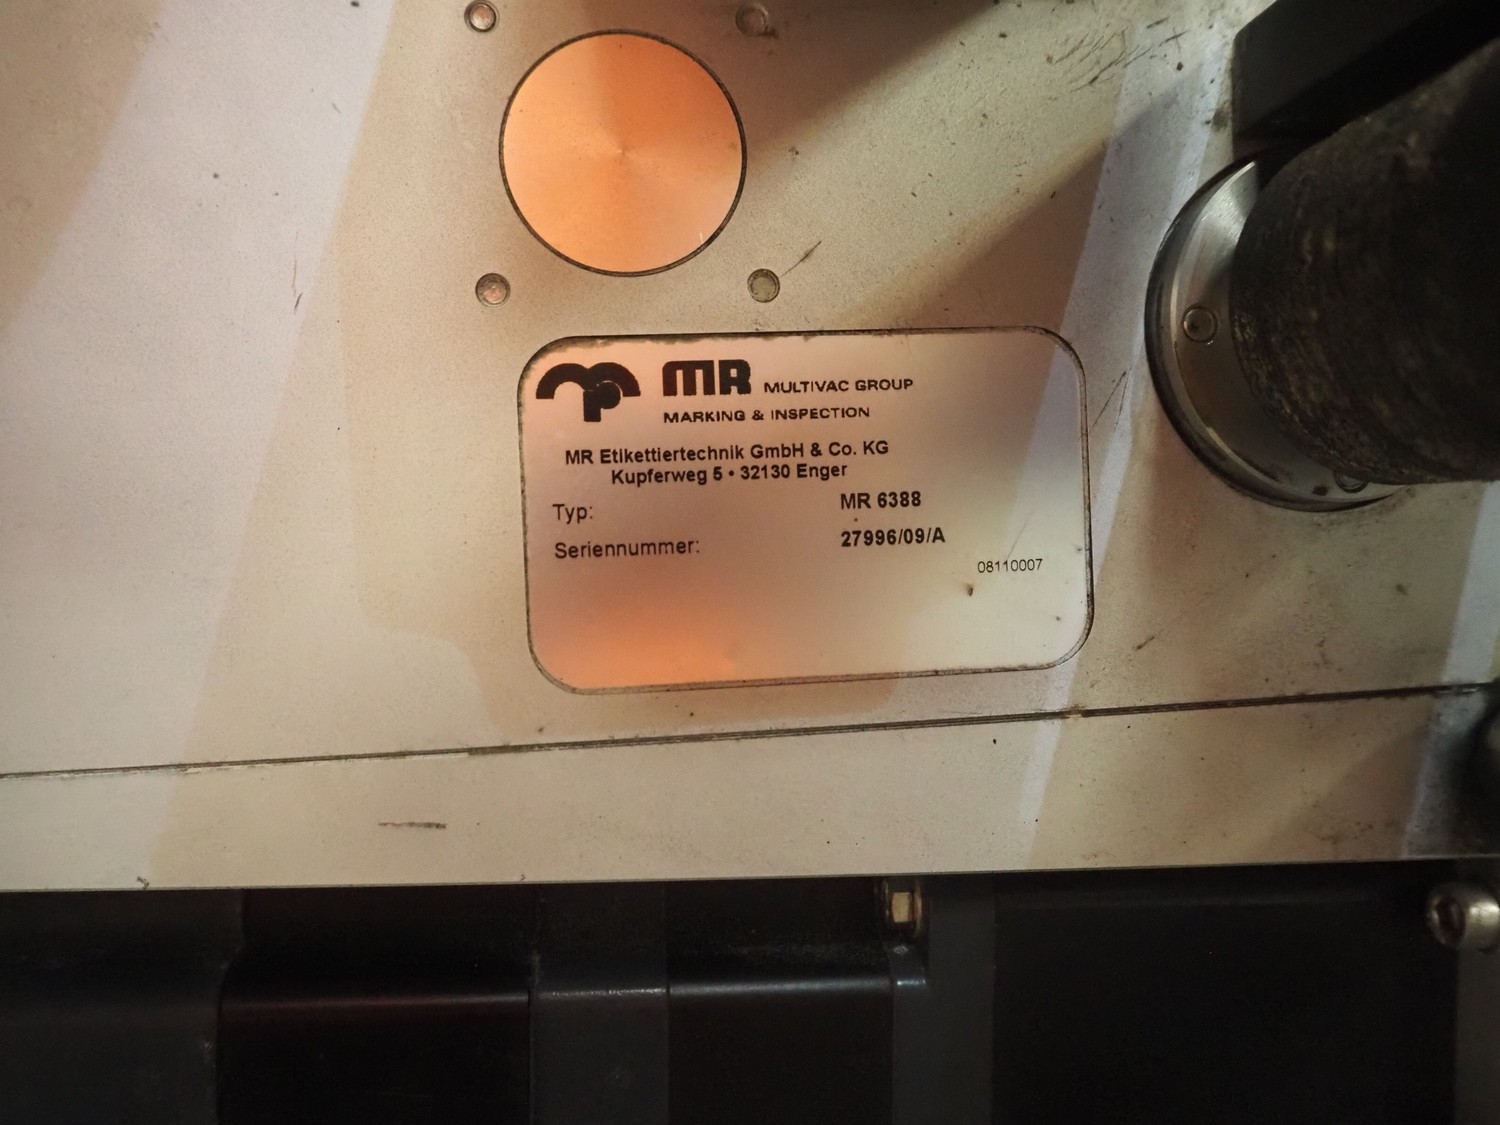 MR MULTIVAC GROUP
MARKING & INSPECTION
MR Etikettiertechnik GmbH & Co. KG
Kupferweg 5 • 32130 Enger
Typ: MR 6388
Seriennummer: 27996/09/A
08110007